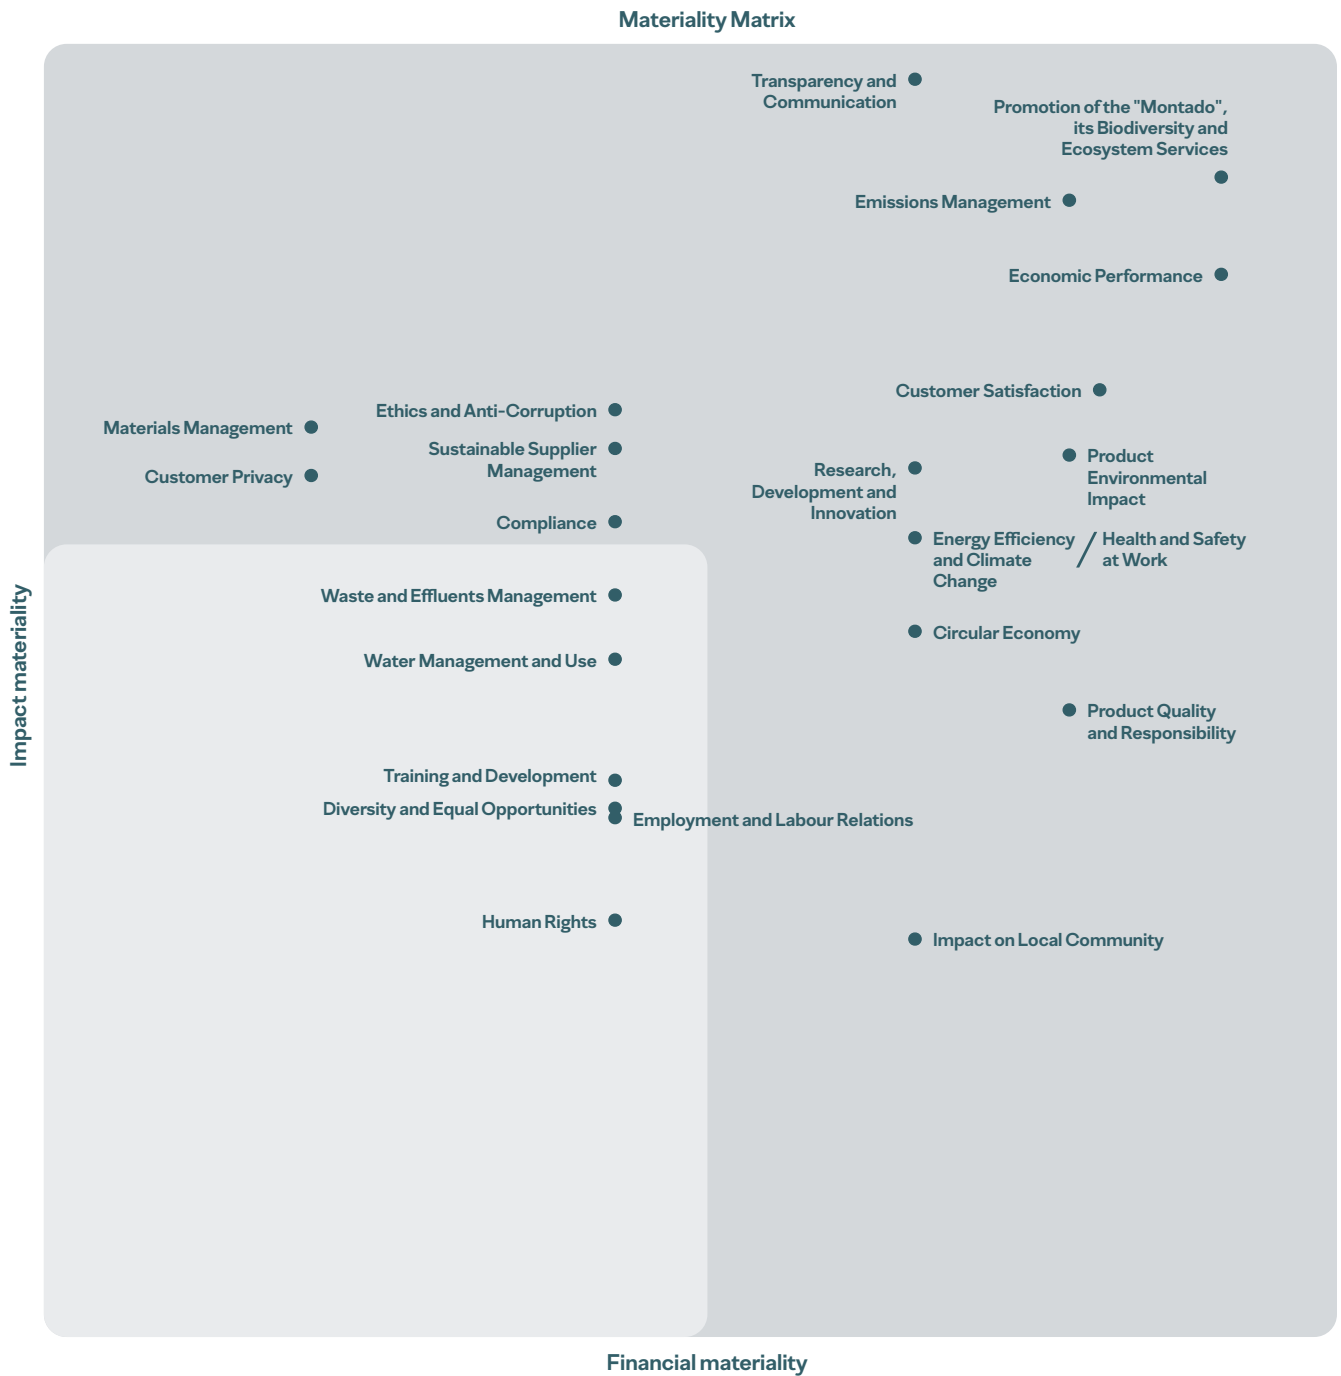 Materiality Matrix
Transparency and
Communication
Promotion of the "Montado",
its Biodiversity and
Ecosystem Services
Emissions Management
Economic Performance
Customer Satisfaction
Ethics and Anti-Corruption
Materials Management
Sustainable Supplier
Management
Customer Privacy
Product
Environmental
Impact
Research,
Development and
Innovation
Compliance
Energy Efficiency
and Climate
Change
/
Health and Safety
at Work
Waste and Effluents Management
Circular Economy
Water Management and Use
Product Quality
and Responsibility
Training and Development
Diversity and Equal Opportunities
Employment and Labour Relations
Human Rights
Impact on Local Community
Impact materiality
Financial materiality